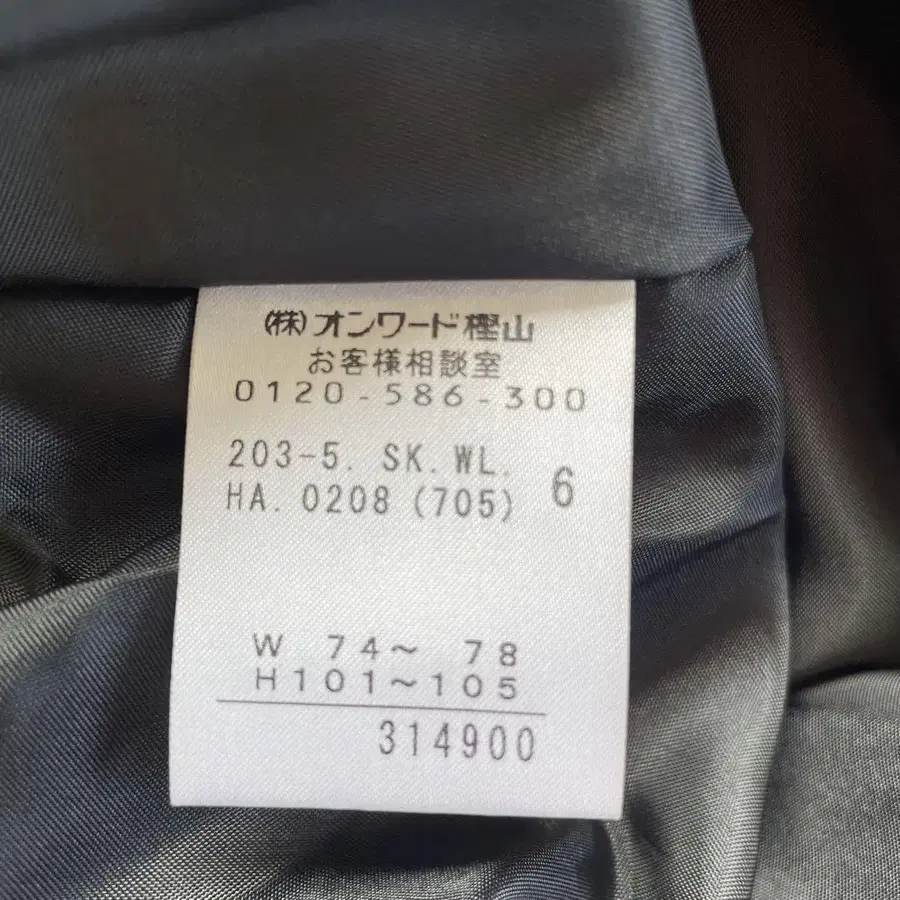 (株)オンワード樫山
お客様相談室
0120-586-300
203-5. SK. WL.
HA. 0208 (705) 6
W 74～ 78
H101～105
314900